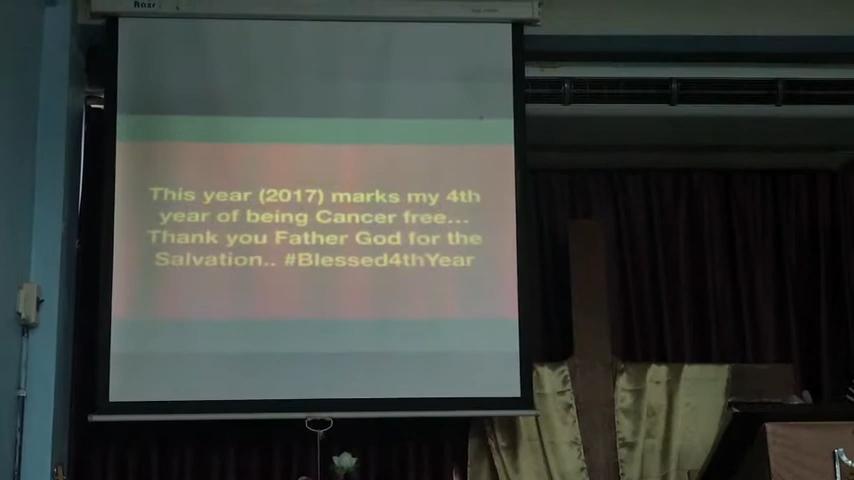 This year (2017) marks my 4th
year of being Cancer free...
Thank you Father God for the
Salvation.. #Blessed4thYear